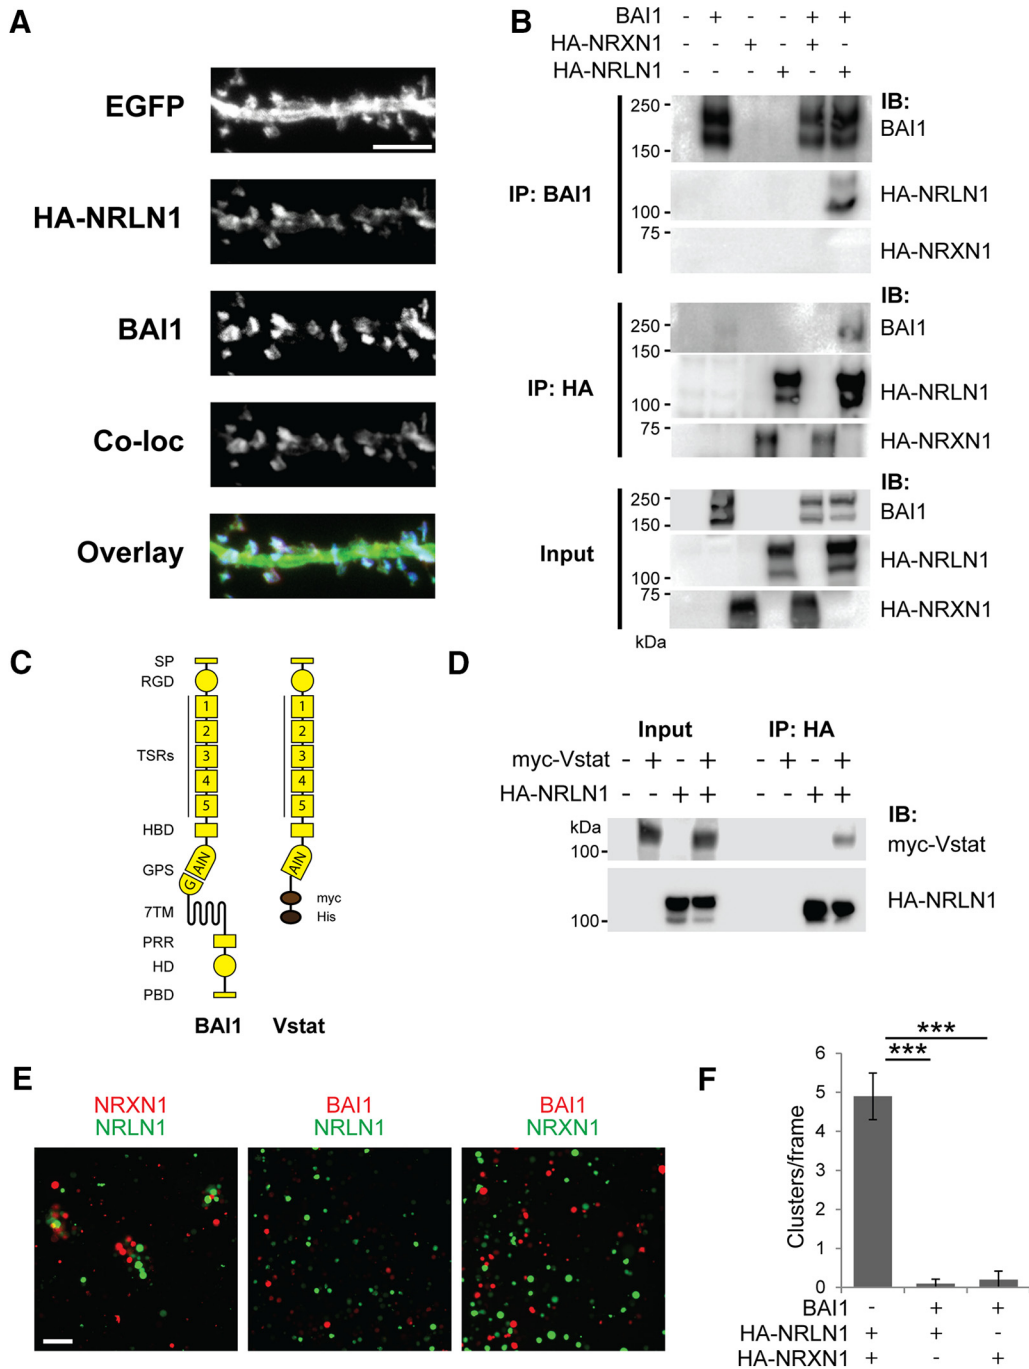 A
EGFP
HA-NRLN1
BAI1
Co-loc
Overlay
B
BAI1 - + - - + +
HA-NRXN1 - - + - + -
HA-NRLN1 - - - + - +
IP: BAI1
IB:
250
BAI1
150
HA-NRLN1
100
75
HA-NRXN1
IP: HA
IB:
250
BAI1
150
HA-NRLN1
100
75
HA-NRXN1
Input
IB:
250
BAI1
150
HA-NRLN1
100
75
HA-NRXN1
kDa
C
SP
RGD
TSRs
HBD
GPS
7TM
PRR
HD
PBD
1
2
3
4
5
G AIN
BAI1
1
2
3
4
5
AIN
myc
His
Vstat
D
Input IP: HA
myc-Vstat - + - + - + - +
HA-NRLN1 - - + + - - + +
IB:
kDa
100
myc-Vstat
HA-NRLN1
100
E
NRXN1
NRLN1
BAI1
NRLN1
BAI1
NRXN1
F
***
***
Clusters/frame
6
5
4
3
2
1
0
BAI1 - + +
HA-NRLN1 + + -
HA-NRXN1 + - +